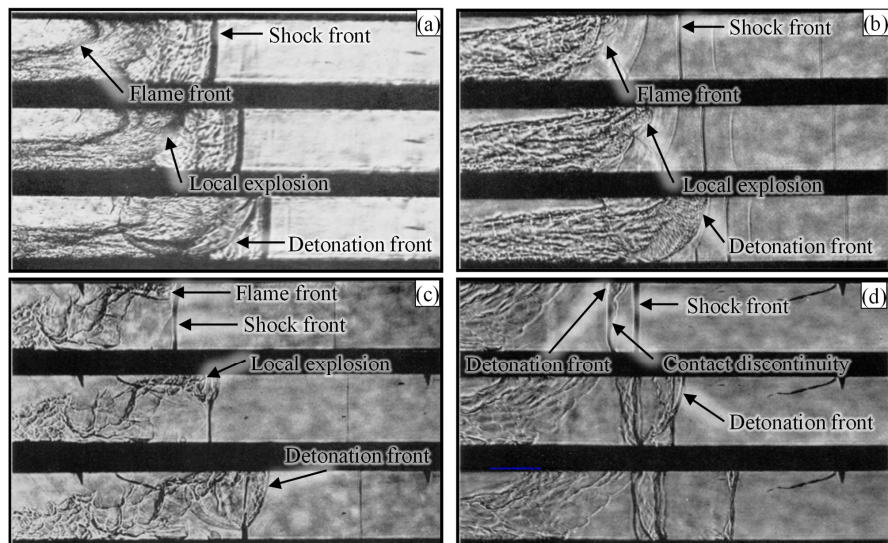 (a)
Shock front
Flame front
Local explosion
Detonation front
(b)
Shock front
Flame front
Local explosion
Detonation front
(c)
Flame front
Shock front
Local explosion
Detonation front
(d)
Shock front
Detonation front
Contact discontinuity
Detonation front